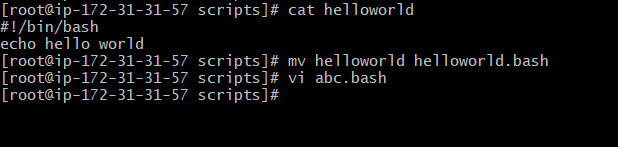 [root@ip-172-31-31-57 scripts]# cat helloworld
#!/bin/bash
echo hello world
[root@ip-172-31-31-57 scripts]# mv helloworld helloworld.bash
[root@ip-172-31-31-57 scripts]# vi abc.bash
[root@ip-172-31-31-57 scripts]#